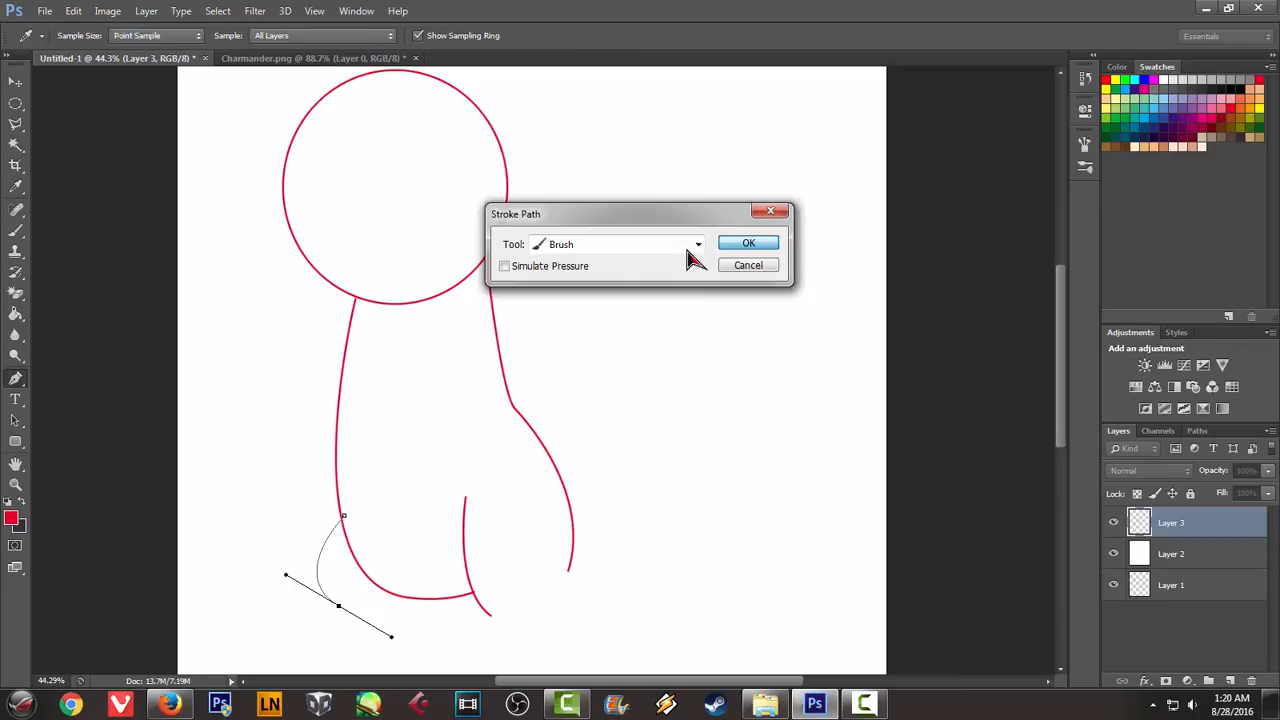 Ps File Edit Image Layer Type Select Filter 3D View Window Help
Sample Size: Point Sample Sample: All Layers Show Sampling Ring Essentials
Untitled-1 @ 44.3% (Layer 3, RGB/8) * × Charmander.png @ 88.7% (Layer 0, RGB/8) * ×
Color Swatches
Stroke Path
Tool: Brush OK
Simulate Pressure Cancel
Adjustments Styles
Add an adjustment
Layers Channels Paths
Kind
Normal Opacity: 100%
Lock: Fill: 100%
Layer 3
Layer 2
Layer 1
44.29% Doc: 13.7M/7.19M
1:20 AM
8/28/2016